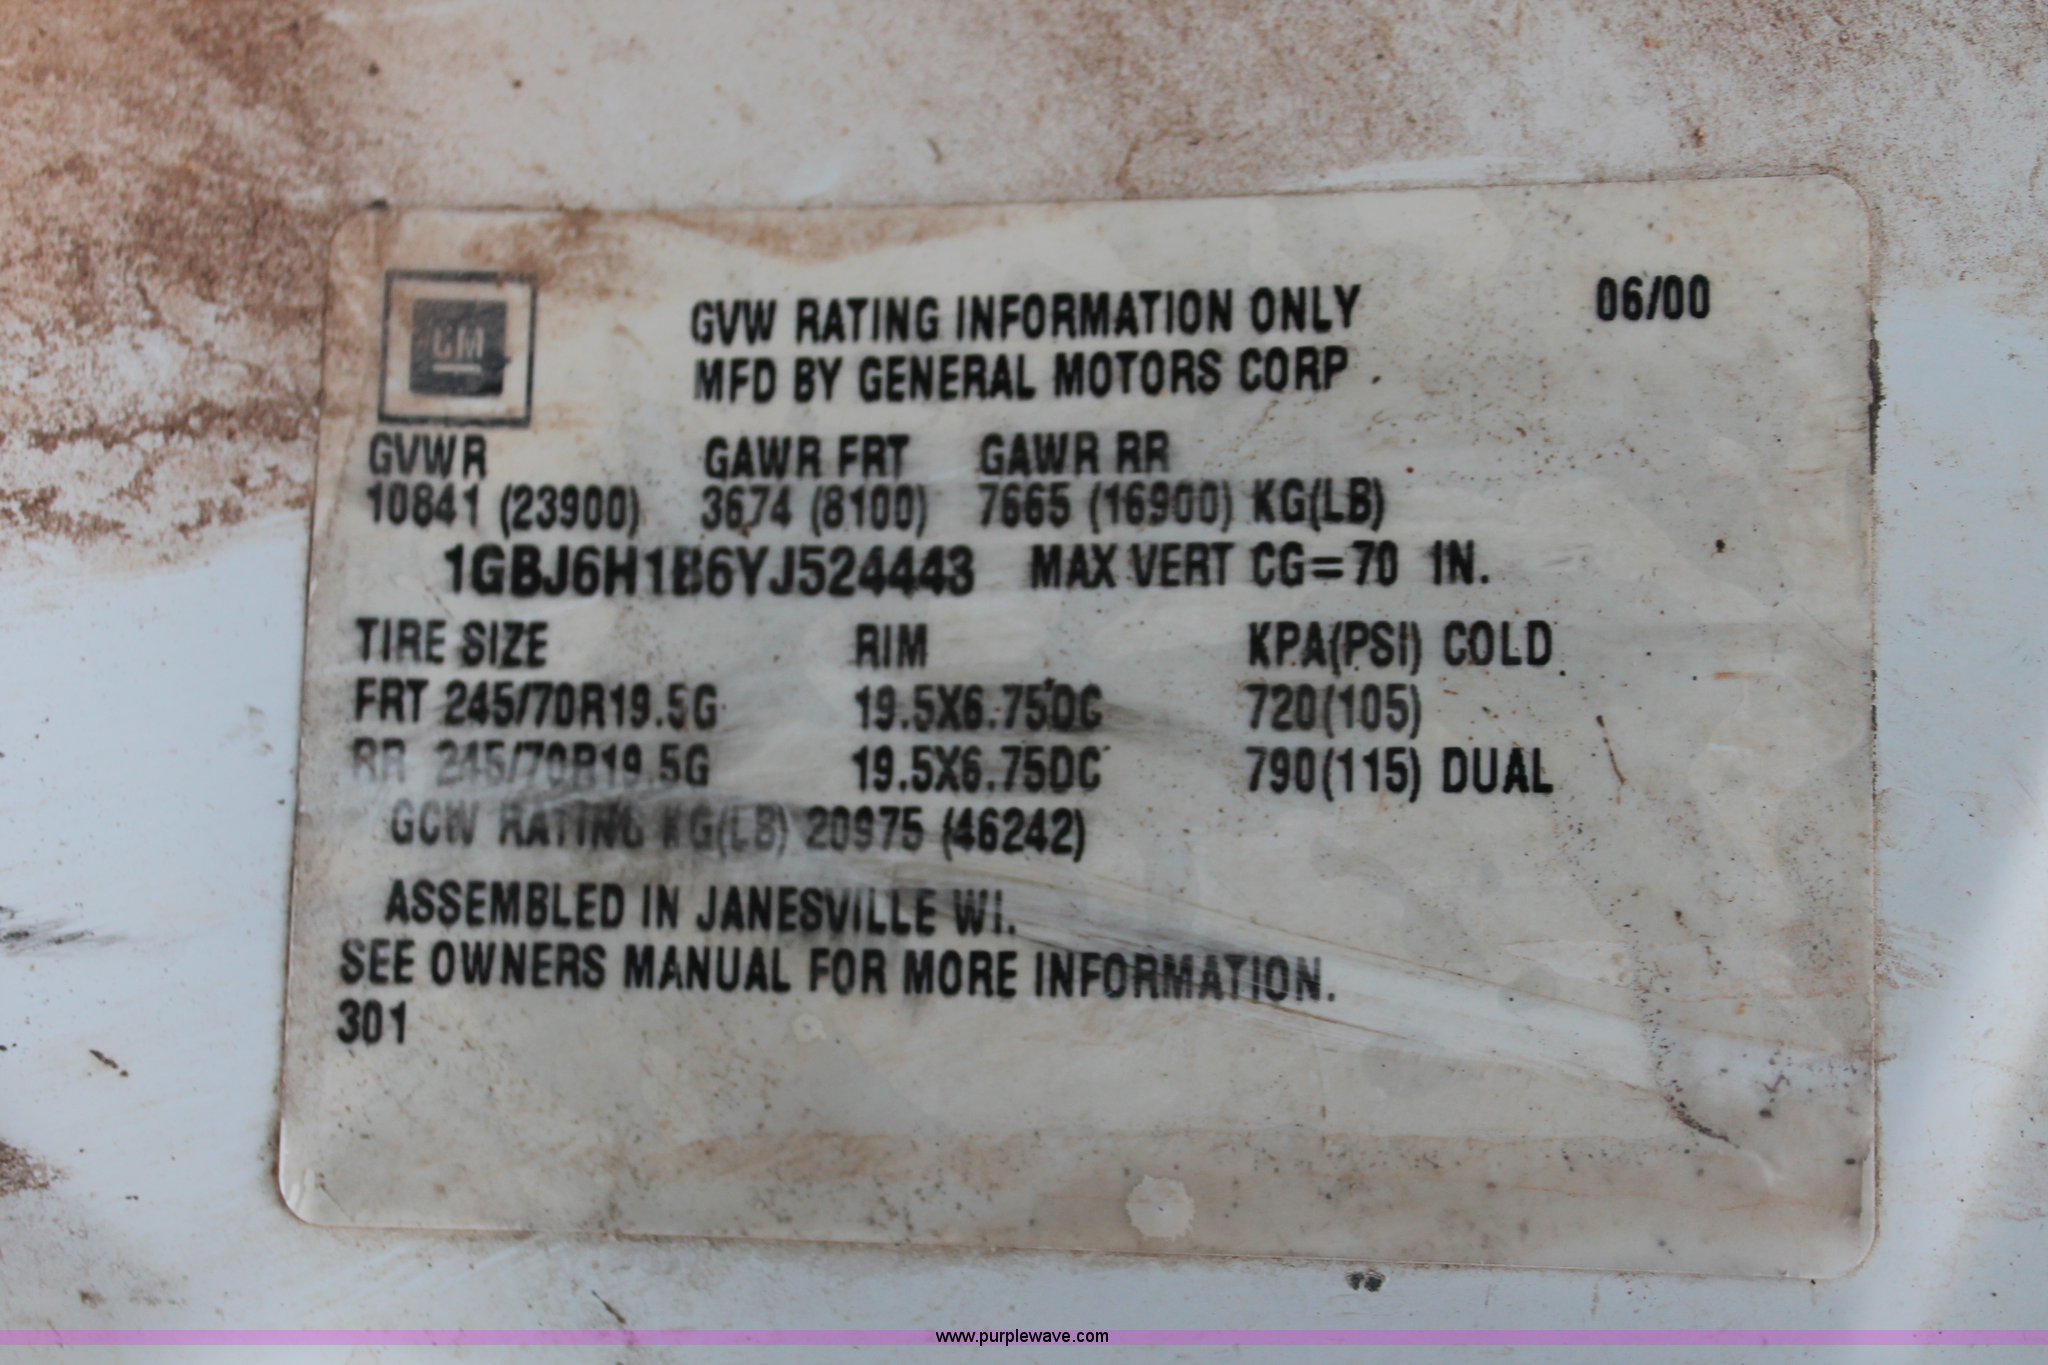 GM
GVW RATING INFORMATION ONLY 06/00
MFD BY GENERAL MOTORS CORP.
GVWR GAWR FRT GAWR RR
10841 (23900) 3674 (8100) 7665 (16900) KG(LB)
1GBJ6H1B6YJ524443 MAX VERT CG=70 IN.
TIRE SIZE RIM KPA(PSI) COLD
FRT 245/70R19.5G 19.5X6.75DC 720(105)
RR 245/70R19.5G 19.5X6.75DC 790(115) DUAL
GCW RATING KG(LB) 20975 (46242)
ASSEMBLED IN JANESVILLE WI.
SEE OWNERS MANUAL FOR MORE INFORMATION.
301
www.purplewave.com